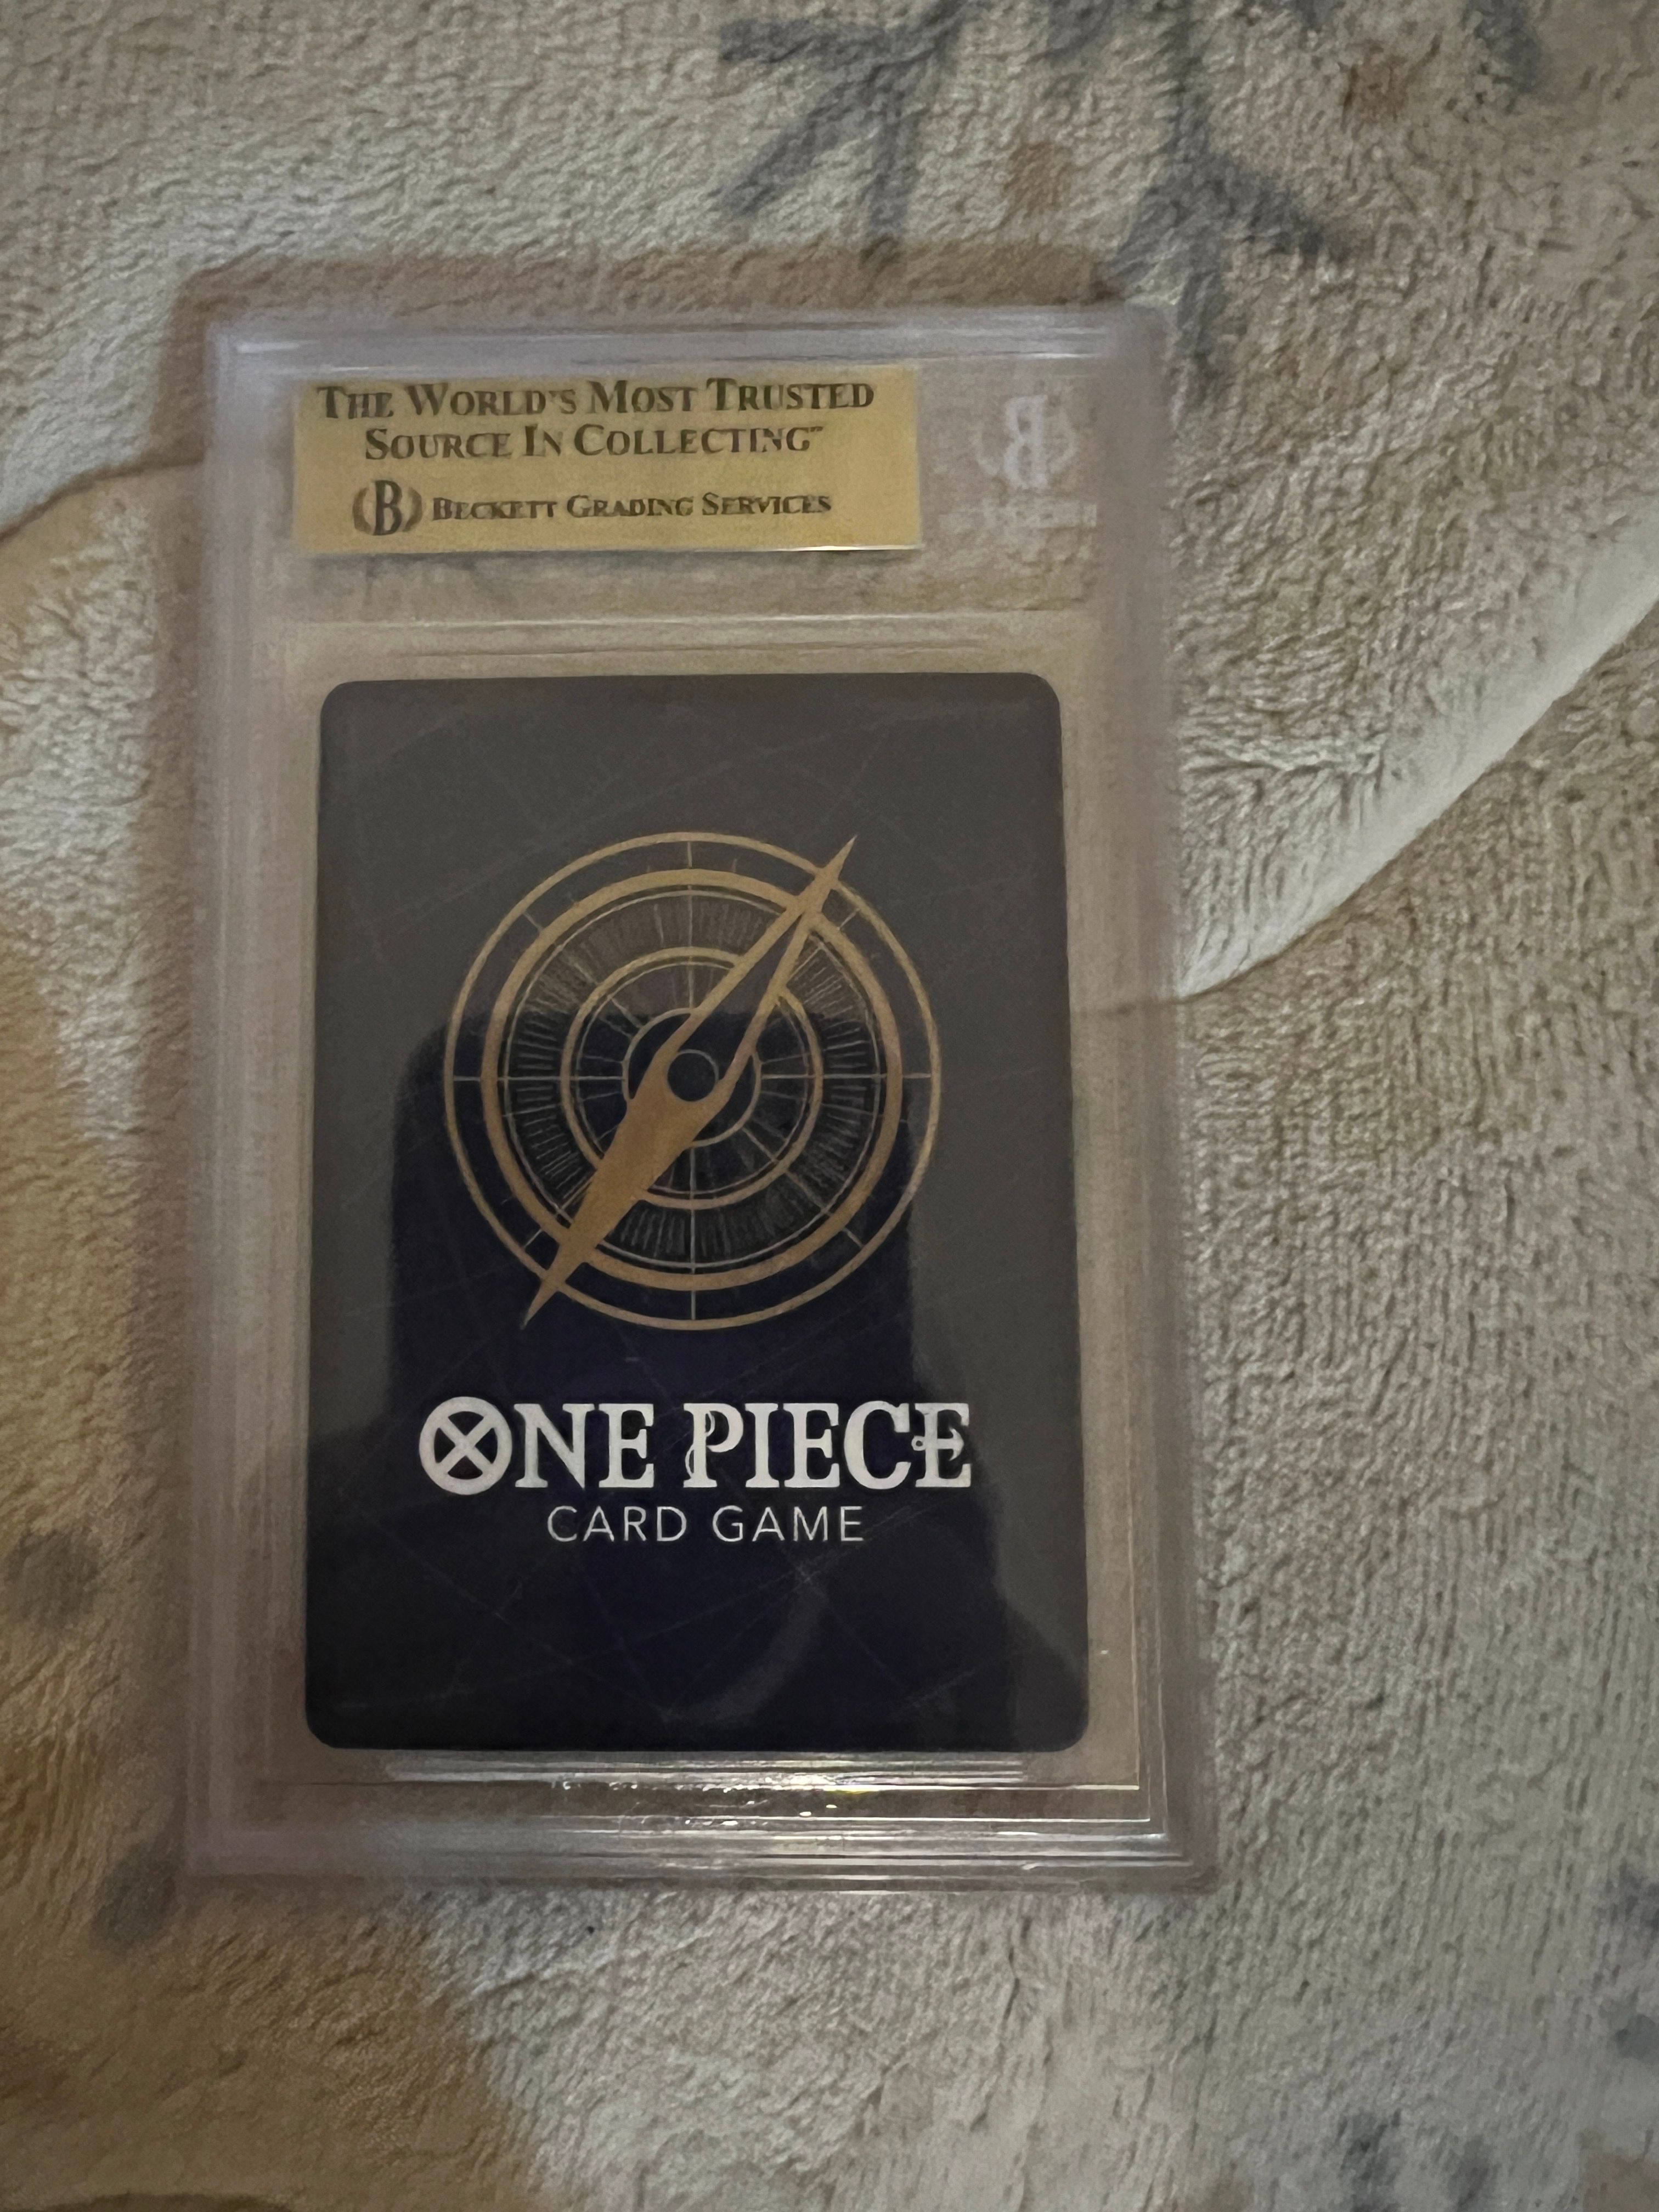 THE WORLD'S MOST TRUSTED
SOURCE IN COLLECTING™
B BECKETT GRADING SERVICES
B
ONE PIECE
CARD GAME